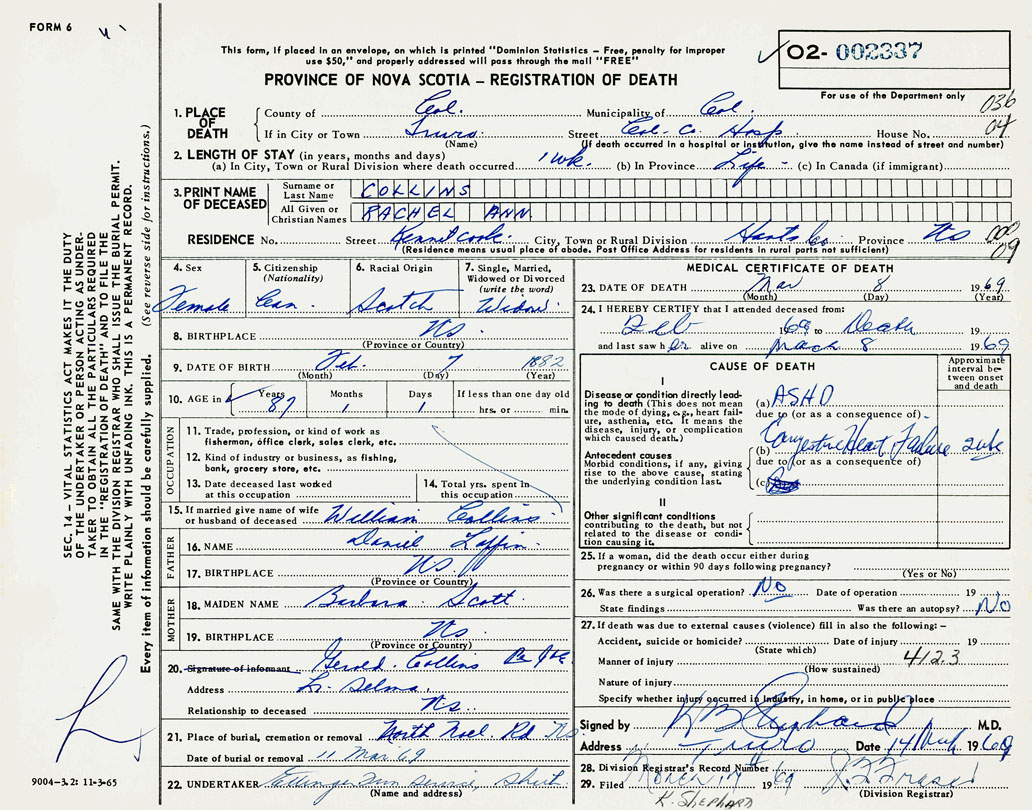 FORM 6
This form, if placed in an envelope, on which is printed "Dominion Statistics – Free, penalty for improper
use $50," and properly addressed will pass through the mail "FREE"
PROVINCE OF NOVA SCOTIA – REGISTRATION OF DEATH
02- 002337
For use of the Department only
036
04
1. PLACE OF DEATH
County of Col. Municipality of Col.
If in City or Town Truro Street Col. Co. Hosp House No.
(Name) (If death occurred in a hospital or institution, give the name instead of street and number)
2. LENGTH OF STAY (in years, months and days)
(a) In City, Town or Rural Division where death occurred 1 wk. (b) In Province Life - (c) In Canada (if immigrant)
3. PRINT NAME OF DECEASED
Surname or Last Name COLLINS
All Given or Christian Names RACHEL ANN
RESIDENCE No. Street Kennetcook City, Town or Rural Division Hants Co Province NS
000
09
(Residence means usual place of abode. Post Office Address for residents in rural parts not sufficient)
4. Sex Female
5. Citizenship (Nationality) Can.
6. Racial Origin Scotch
7. Single, Married, Widowed or Divorced (write the word) Widow
8. BIRTHPLACE NS
(Province or Country)
9. DATE OF BIRTH Feb. 7 1882
(Month) (Day) (Year)
10. AGE in Years 87 Months 1 Days 1 If less than one day old
hrs. or min.
OCCUPATION
11. Trade, profession, or kind of work as
fisherman, office clerk, sales clerk, etc.
12. Kind of industry or business, as fishing,
bank, grocery store, etc.
13. Date deceased last worked
at this occupation
14. Total yrs. spent in
this occupation
15. If married give name of wife
or husband of deceased William Collins
FATHER
16. NAME Daniel Laffin
17. BIRTHPLACE NS
(Province or Country)
MOTHER
18. MAIDEN NAME Barbara Scott
19. BIRTHPLACE NS
(Province or Country)
20. Signature of informant Gerald Collins
Address Lr. Selma
Relationship to deceased NS.
21. Place of burial, cremation or removal North Noel Rd NS
Date of burial or removal 11 Mar '69
22. UNDERTAKER
(Name and address)
MEDICAL CERTIFICATE OF DEATH
23. DATE OF DEATH Mar 8 1969
(Month) (Day) (Year)
24. I HEREBY CERTIFY that I attended deceased from:
Feb 1969 to Death 19
and last saw her alive on March 8 1969
CAUSE OF DEATH
Approximate interval between onset and death
I
Disease or condition directly leading to death (This does not mean the mode of dying, e.g., heart failure, asthenia, etc. It means the disease, injury, or complication which caused death.)
(a) ASHD
due to (or as a consequence of)
Antecedent causes
Morbid conditions, if any, giving rise to the above cause, stating the underlying condition last.
(b) Congestive Heart Failure 2 wk
due to (or as a consequence of)
(c)
II
Other significant conditions
contributing to the death, but not related to the disease or condition causing it.
25. If a woman, did the death occur either during
pregnancy or within 90 days following pregnancy?
(Yes or No)
26. Was there a surgical operation? No Date of operation 19
State findings Was there an autopsy? No
27. If death was due to external causes (violence) fill in also the following: –
Accident, suicide or homicide? Date of injury 19
(State which)
Manner of injury 4123
(How sustained)
Nature of injury
Specify whether injury occurred in industry, in home, or in public place
Signed by K B Shephard M.D.
Address Truro Date 14 Mch 1969
28. Division Registrar's Record Number
29. Filed March 14 1969
(Division Registrar)
K. SHEPHARD
SEC. 14 – VITAL STATISTICS ACT MAKES IT THE DUTY
OF THE UNDERTAKER OR PERSON ACTING AS UNDER-
TAKER TO OBTAIN ALL THE PARTICULARS REQUIRED
IN THE "REGISTRATION OF DEATH" AND TO FILE THE
SAME WITH THE DIVISION REGISTRAR WHO SHALL ISSUE THE BURIAL PERMIT.
WRITE PLAINLY WITH UNFADING INK. THIS IS A PERMANENT RECORD.
Every item of information should be carefully supplied. (See reverse side for instructions.)
9004-3.2: 11-3-65